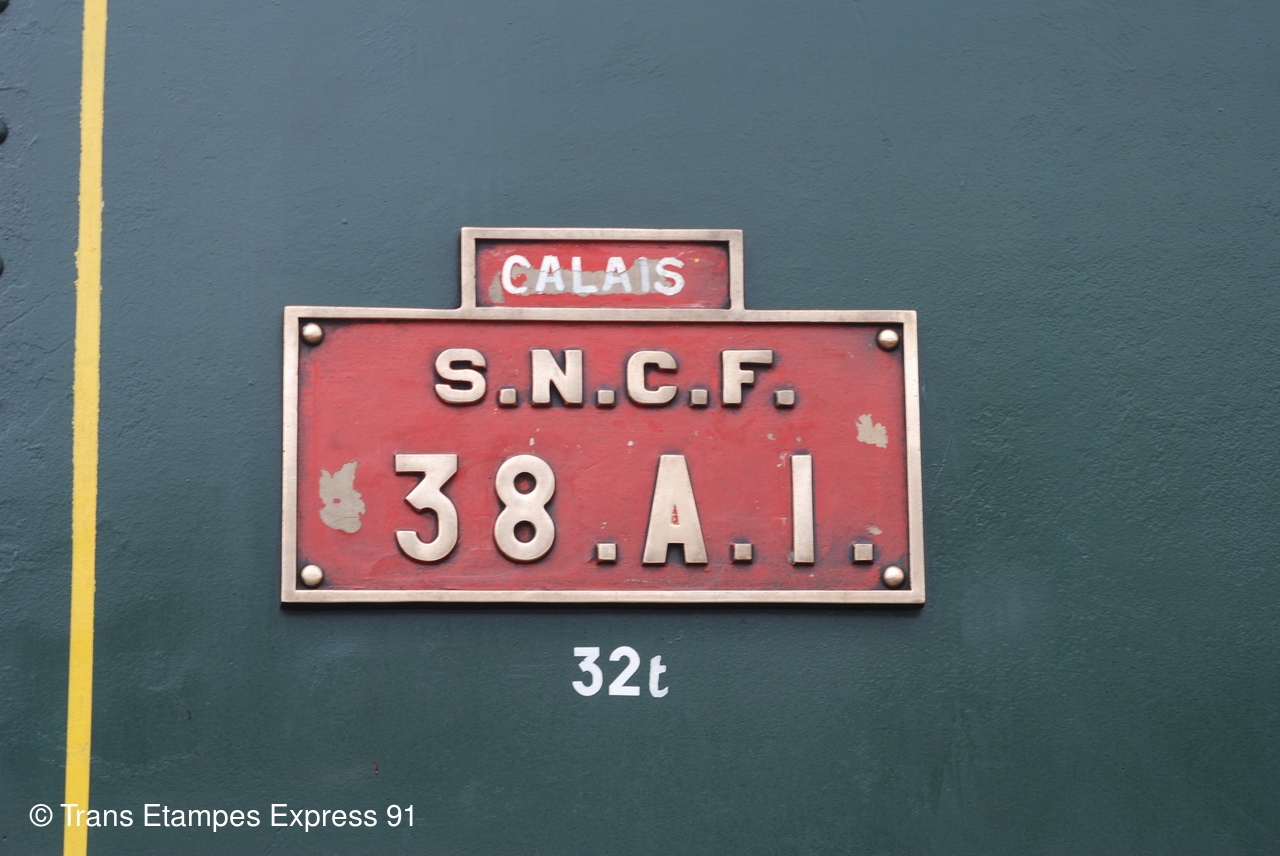 CALAIS
S.N.C.F.
38.A.1.
32t
© Trans Etampes Express 91